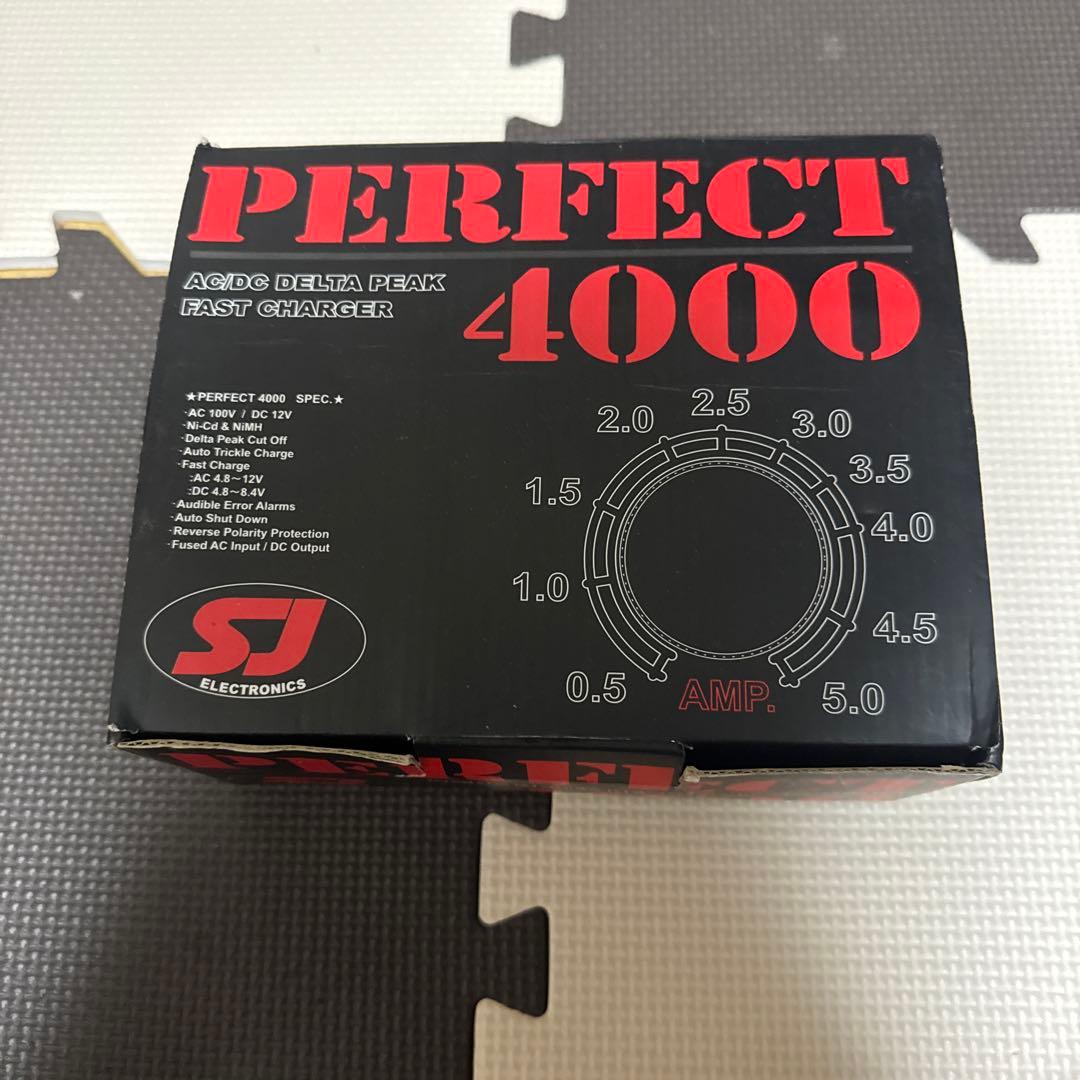 PERFECT
4000
AC/DC DELTA PEAK
FAST CHARGER
★PERFECT 4000 SPEC.★
·AC 100V / DC 12V
·Ni-Cd & NiMH
·Delta Peak Cut Off
·Auto Trickle Charge
·Fast Charge
:AC 4.8～12V
:DC 4.8～8.4V
·Audible Error Alarms
·Auto Shut Down
·Reverse Polarity Protection
·Fused AC Input / DC Output
SJ
ELECTRONICS
0.5
1.0
1.5
2.0
2.5
3.0
3.5
4.0
4.5
5.0
AMP.
PERFECT